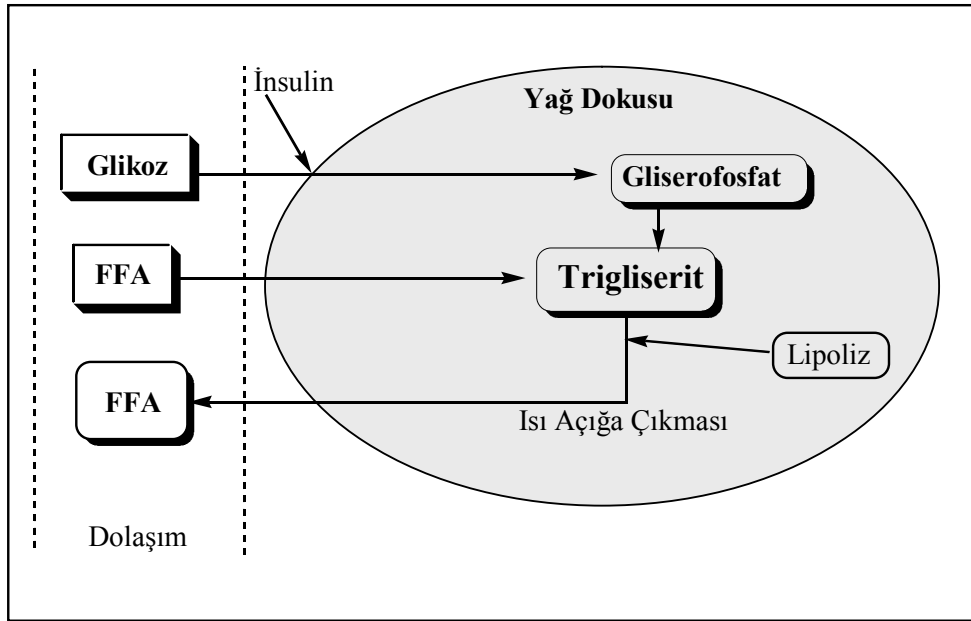 İnsulin
Yağ Dokusu
Glikoz
Gliserofosfat
FFA
Trigliserit
Lipoliz
FFA
Isı Açığa Çıkması
Dolaşım